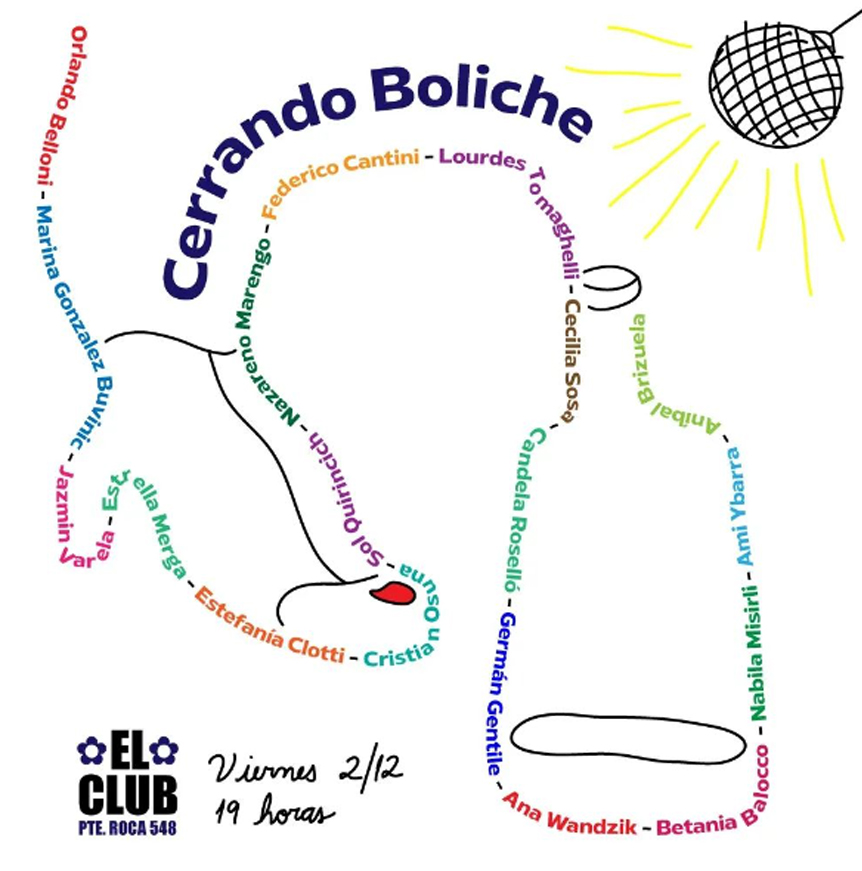 Cerrando Boliche
Orlando Belloni - Marina Gonzalez Buvinic - Jazmin Varela - Estella Merga - Estefanía Clotti - Cristian Osuna - Sol Quirincich - Nazareno Marengo - Federico Cantini - Lourdes Tomaghelli - Cecilia Sosa - Candela Roselló - Germán Gentile - Ana Wandzik - Betania Balocco - Nabila Misirli - Ami Ybarra - Anibal Brizuela
EL
CLUB
PTE. ROCA 548
Viernes 2/12
19 horas